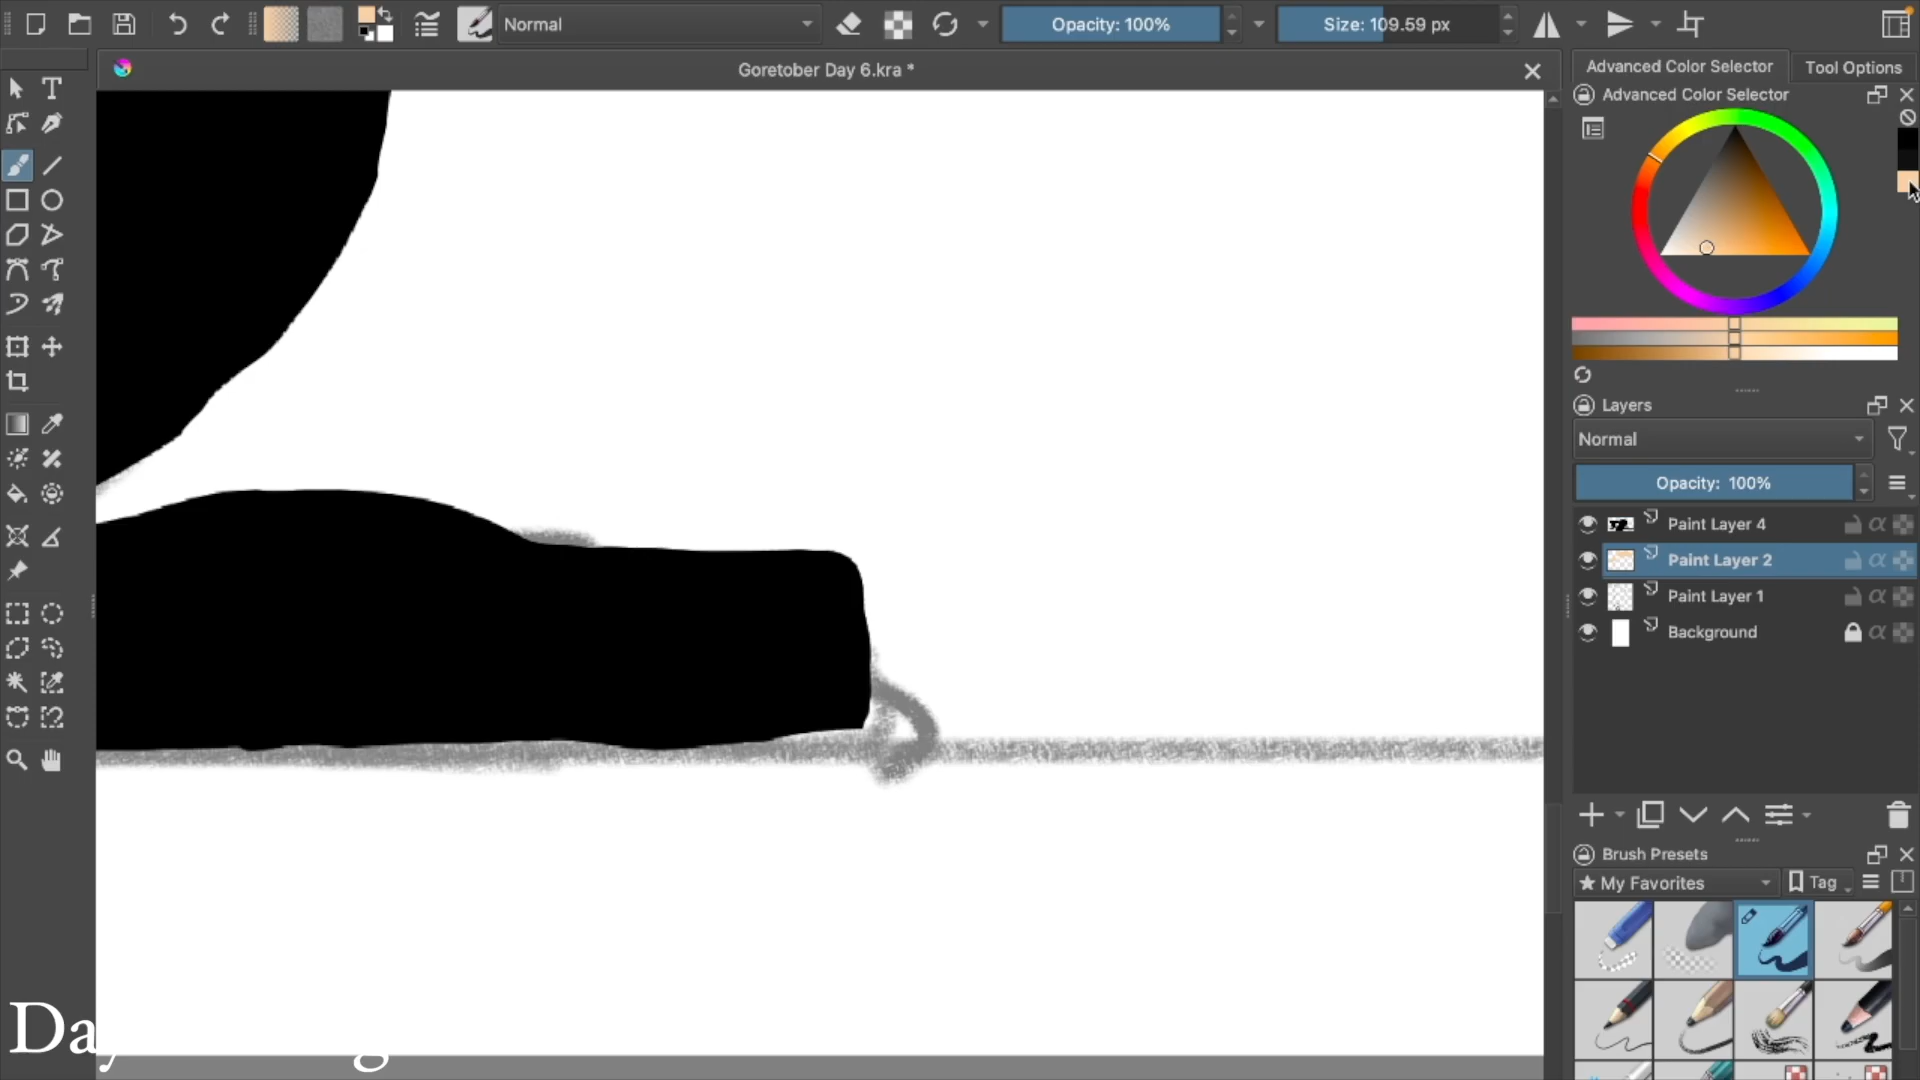 Normal
Opacity: 100%
Size: 109.59 px
Goretober Day 6.kra *
Advanced Color Selector
Tool Options
Advanced Color Selector
Layers
Normal
Opacity: 100%
Paint Layer 4
Paint Layer 2
Paint Layer 1
Background
Brush Presets
★ My Favorites
Tag